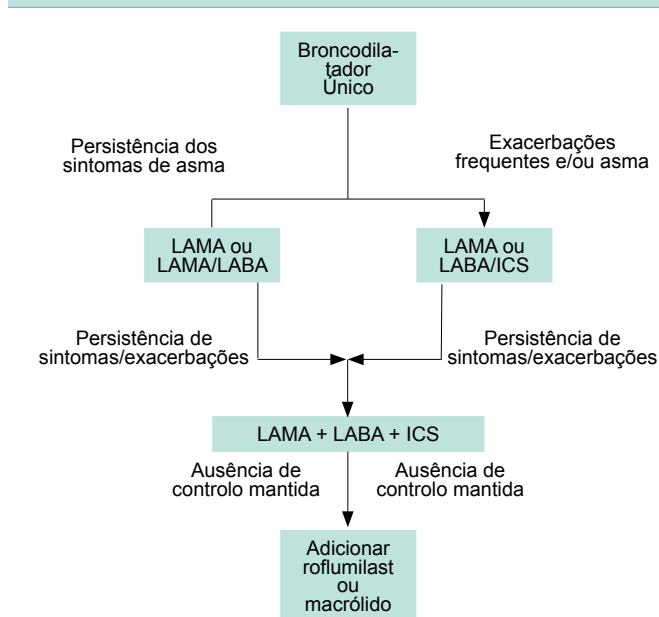 Broncodila-
tador
Único
Persistência dos
sintomas de asma
Exacerbações
frequentes e/ou asma
LAMA ou
LAMA/LABA
LAMA ou
LABA/ICS
Persistência de
sintomas/exacerbações
Persistência de
sintomas/exacerbações
LAMA + LABA + ICS
Ausência de
controlo mantida
Ausência de
controlo mantida
Adicionar
roflumilast
ou
macrólido